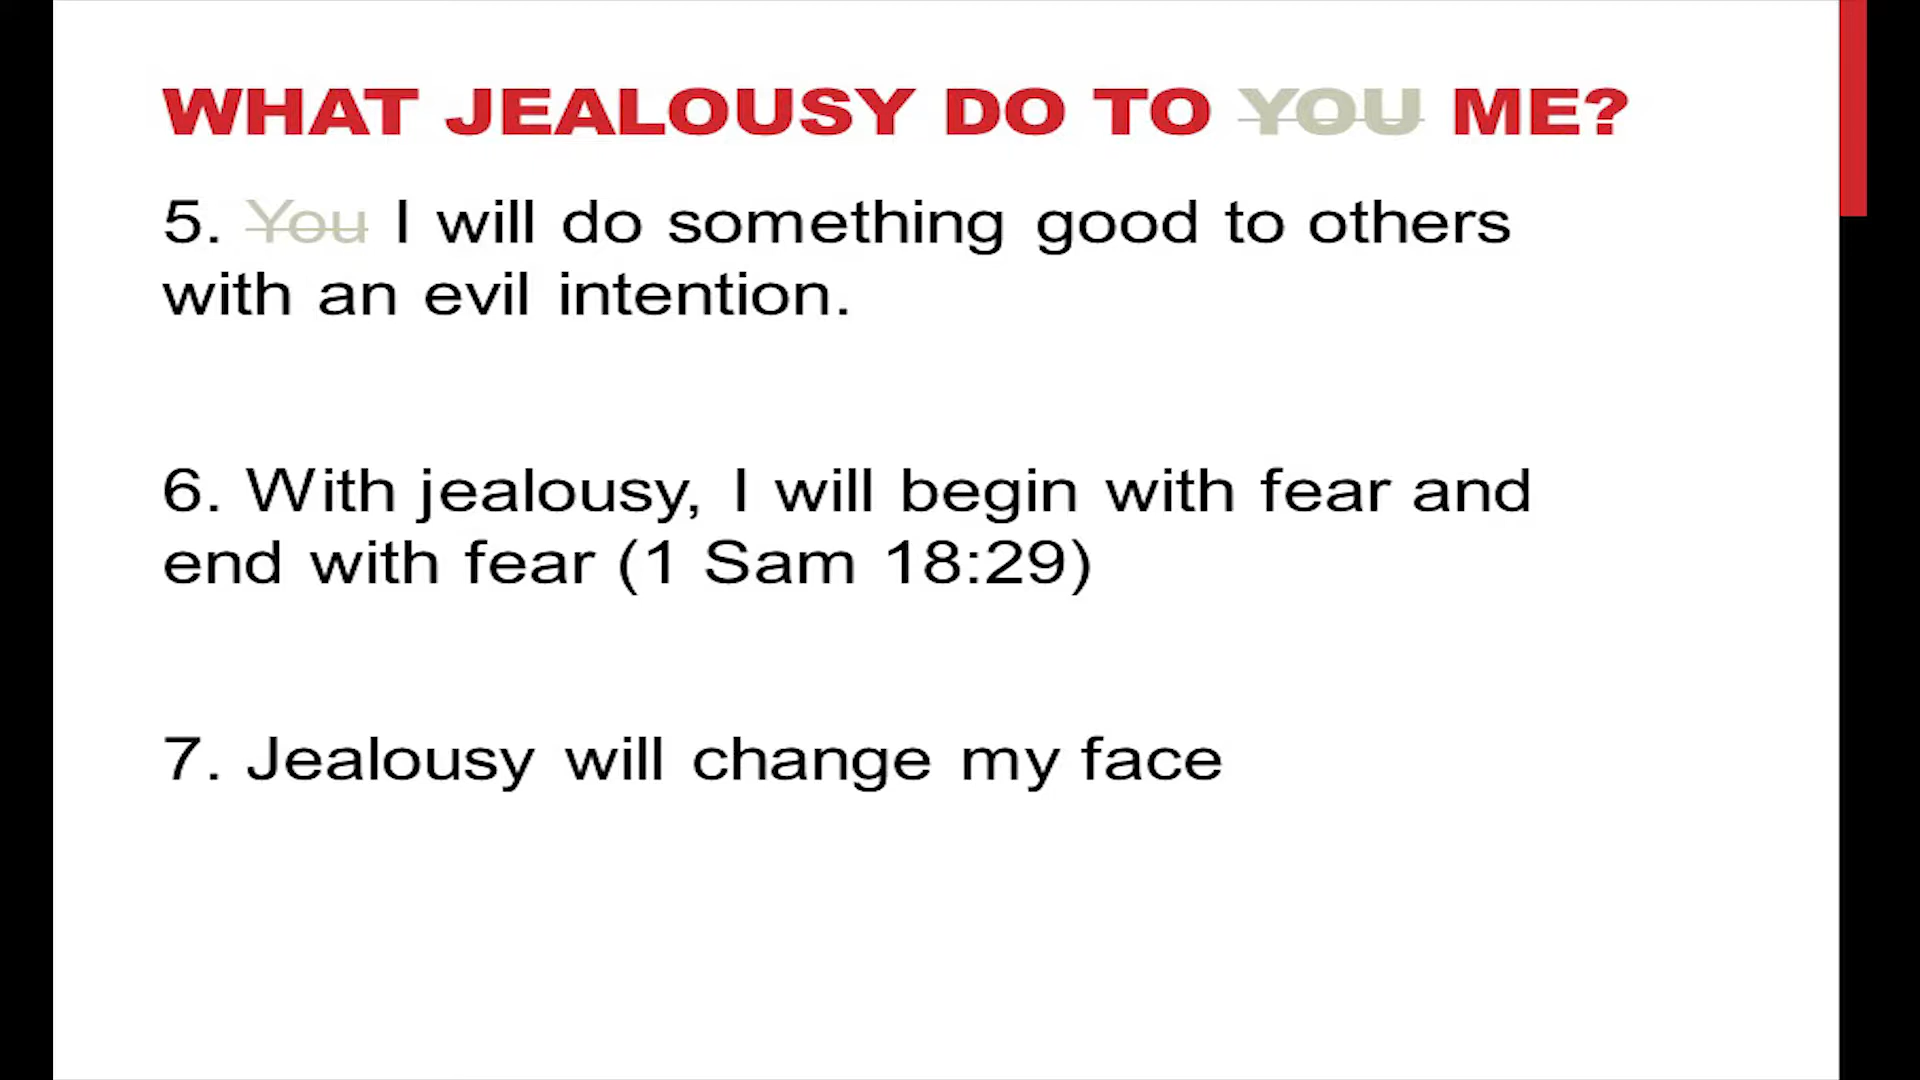 WHAT JEALOUSY DO TO YOU ME?
5. You I will do something good to others
with an evil intention.
6. With jealousy, I will begin with fear and
end with fear (1 Sam 18:29)
7. Jealousy will change my face